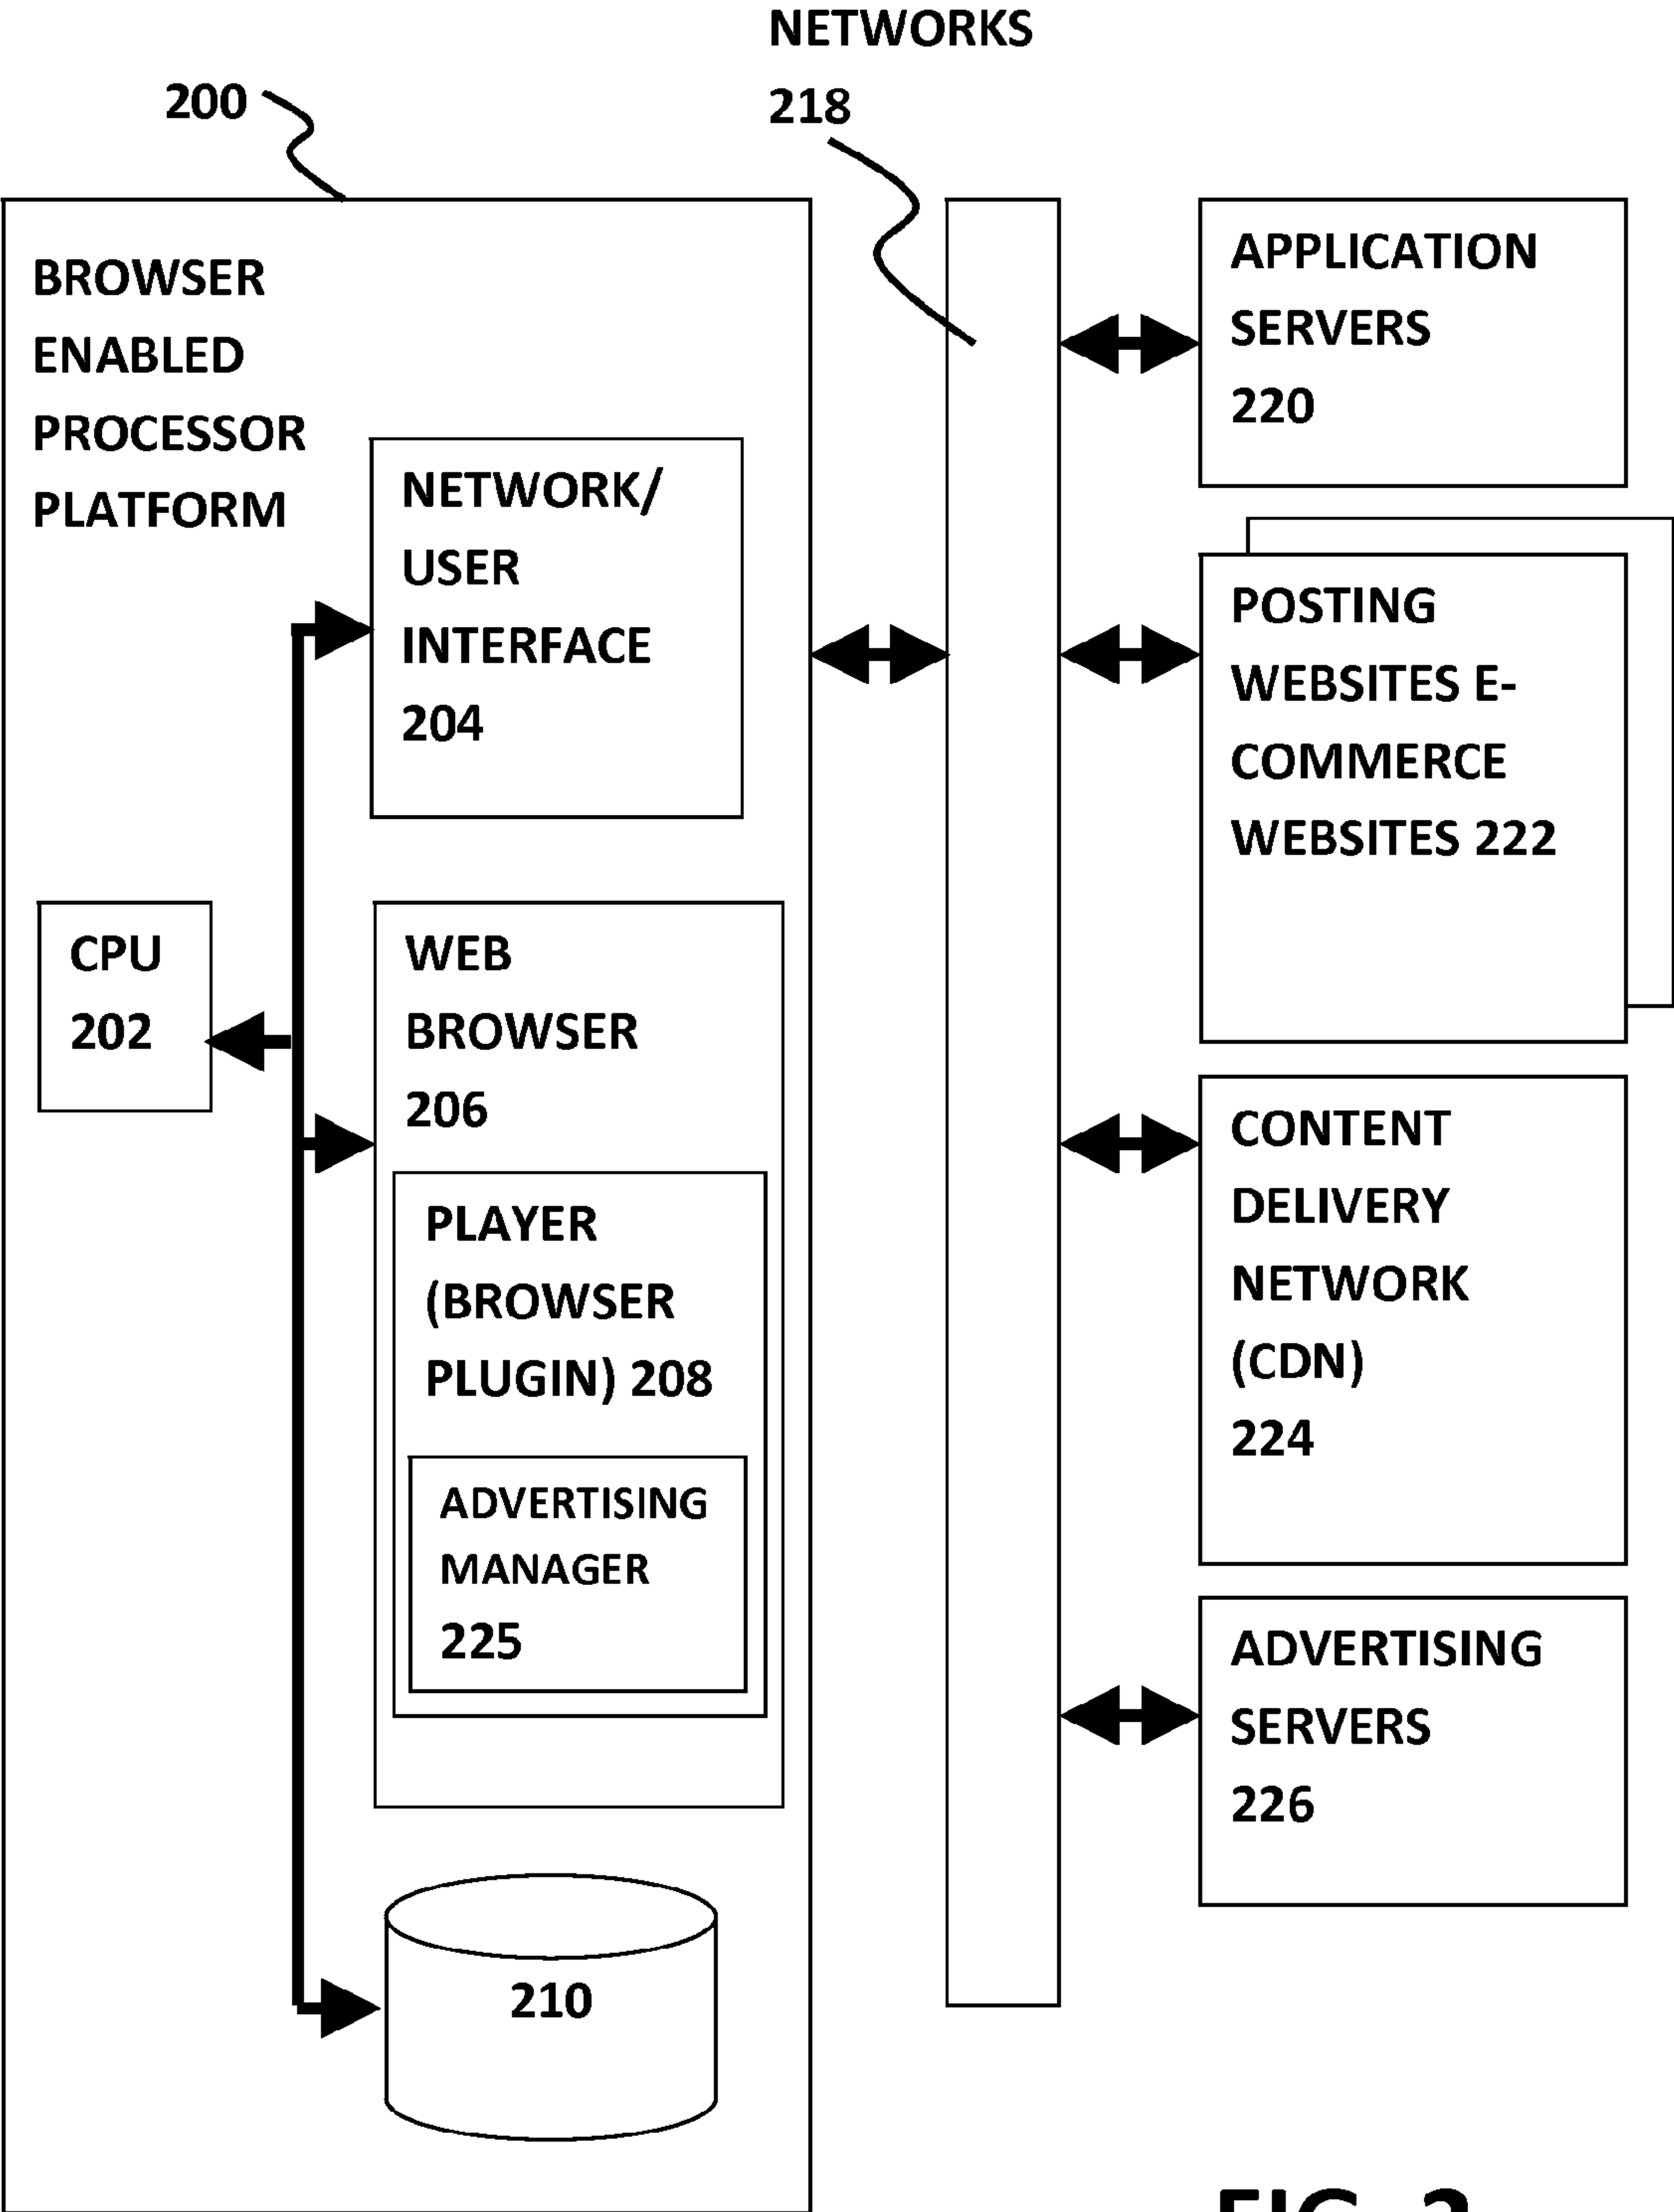 NETWORKS
218
200
BROWSER
ENABLED
PROCESSOR
PLATFORM
NETWORK/
USER
INTERFACE
204
CPU
202
WEB
BROWSER
206
PLAYER
(BROWSER
PLUGIN) 208
ADVERTISING
MANAGER
225
210
APPLICATION
SERVERS
220
POSTING
WEBSITES E-
COMMERCE
WEBSITES 222
CONTENT
DELIVERY
NETWORK
(CDN)
224
ADVERTISING
SERVERS
226